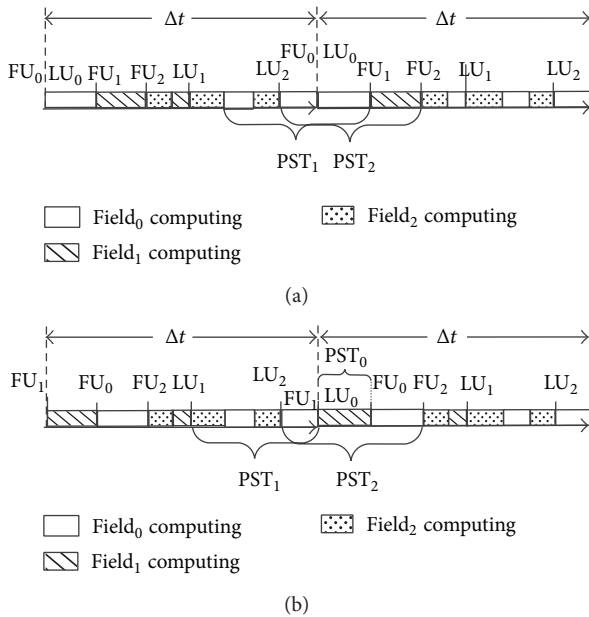 Δt Δt
FU₀ LU₀
FU₀ LU₀ FU₁ FU₂ LU₁ LU₂ FU₁ FU₂ LU₁ LU₂
PST₁ PST₂
Field₀ computing Field₂ computing
Field₁ computing
(a)
Δt Δt
PST₀
FU₁ FU₀ FU₂ LU₁ LU₂ FU₁ LU₀ FU₀ FU₂ LU₁ LU₂
PST₁ PST₂
Field₀ computing Field₂ computing
Field₁ computing
(b)